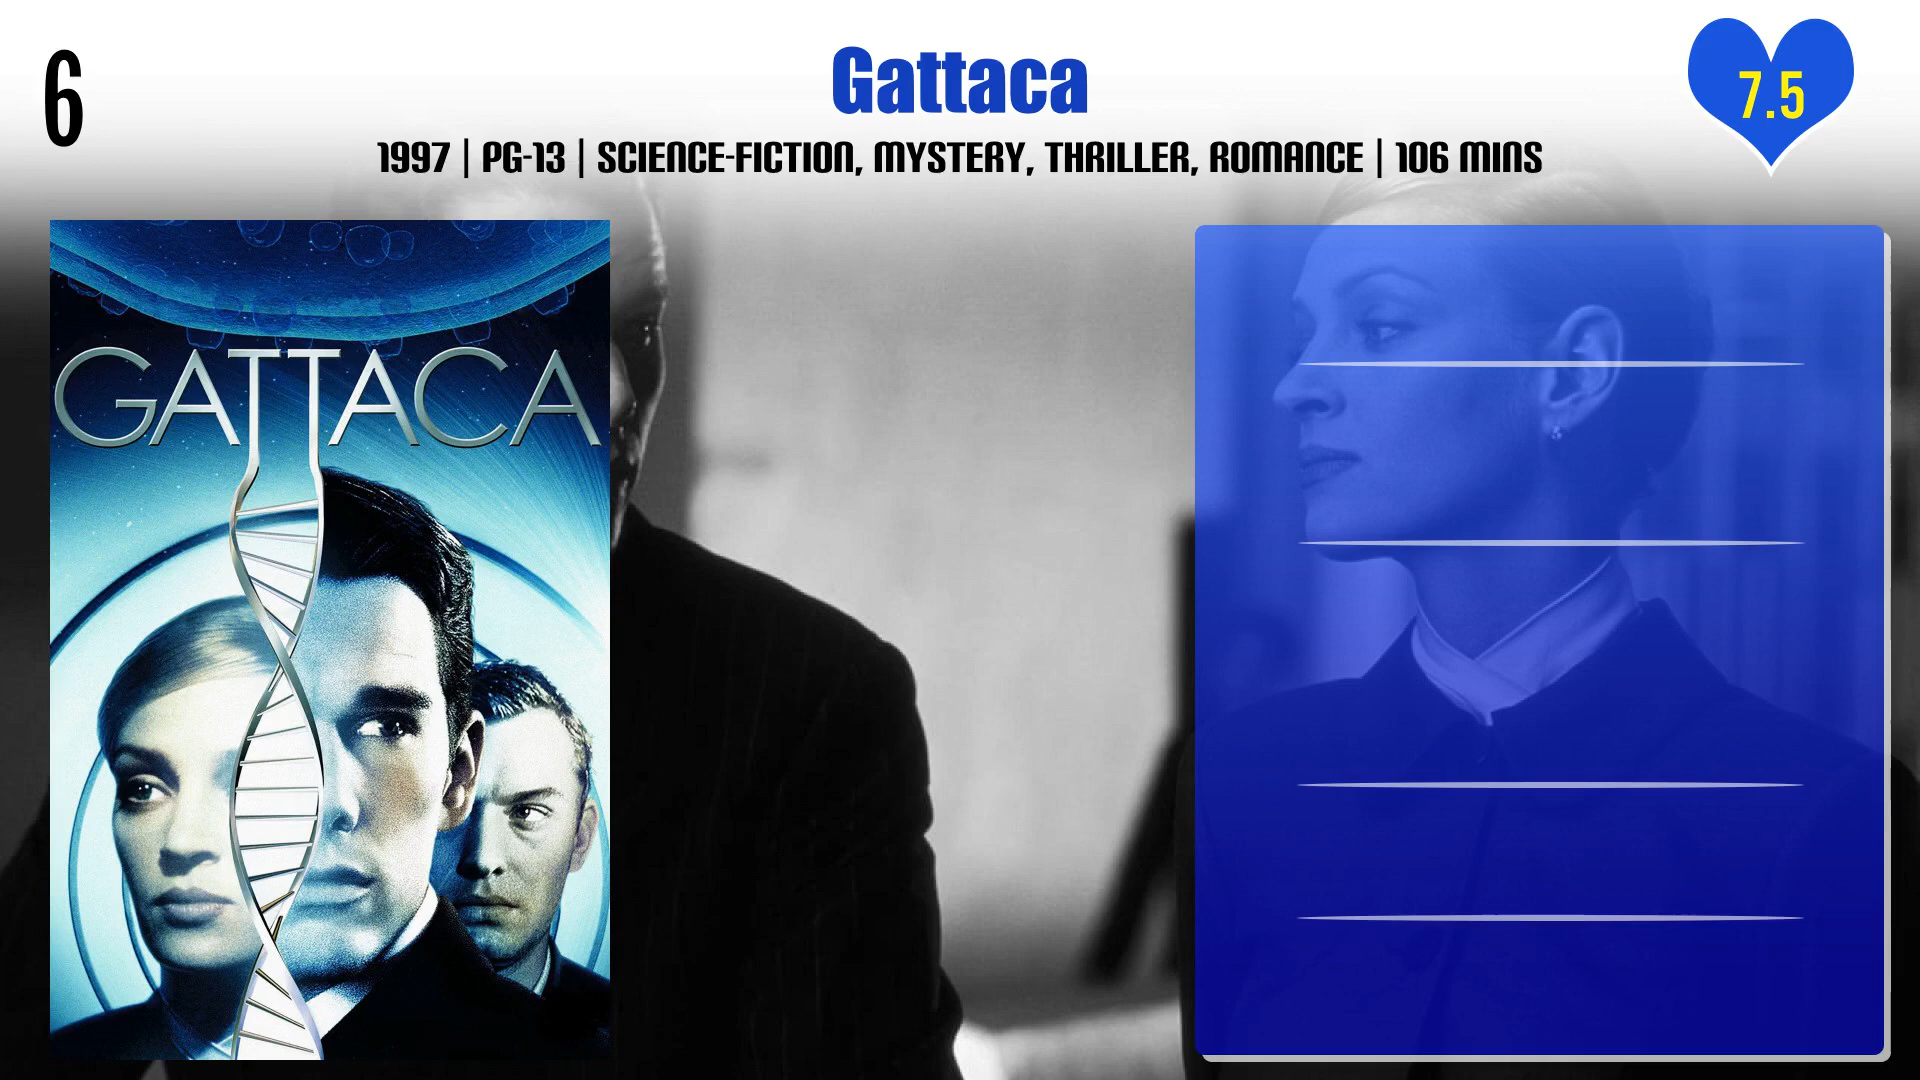 6
Gattaca
7.5
1997 | PG-13 | SCIENCE-FICTION, MYSTERY, THRILLER, ROMANCE | 106 MINS
GATTACA